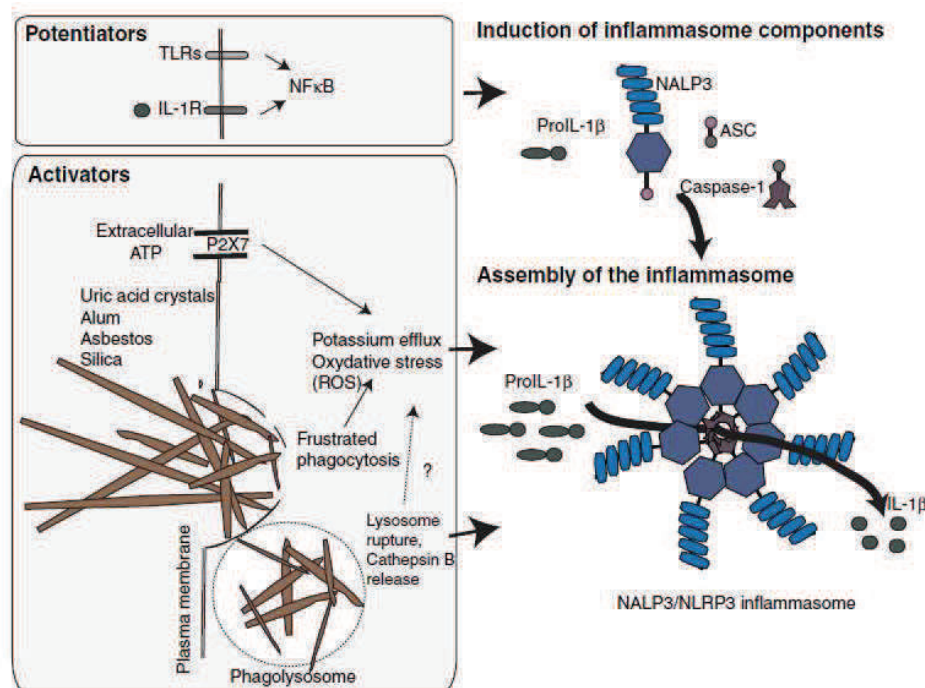 Potentiators
TLRs
NFκB
IL-1R
Induction of inflammasome components
NALP3
ProIL-1β
ASC
Caspase-1
Activators
Extracellular
ATP
P2X7
Uric acid crystals
Alum
Asbestos
Silica
Potassium efflux
Oxydative stress
(ROS)
Frustrated
phagocytosis
?
Lysosome
rupture,
Cathepsin B
release
Plasma membrane
Phagolysosome
Assembly of the inflammasome
ProIL-1β
IL-1β
NALP3/NLRP3 inflammasome